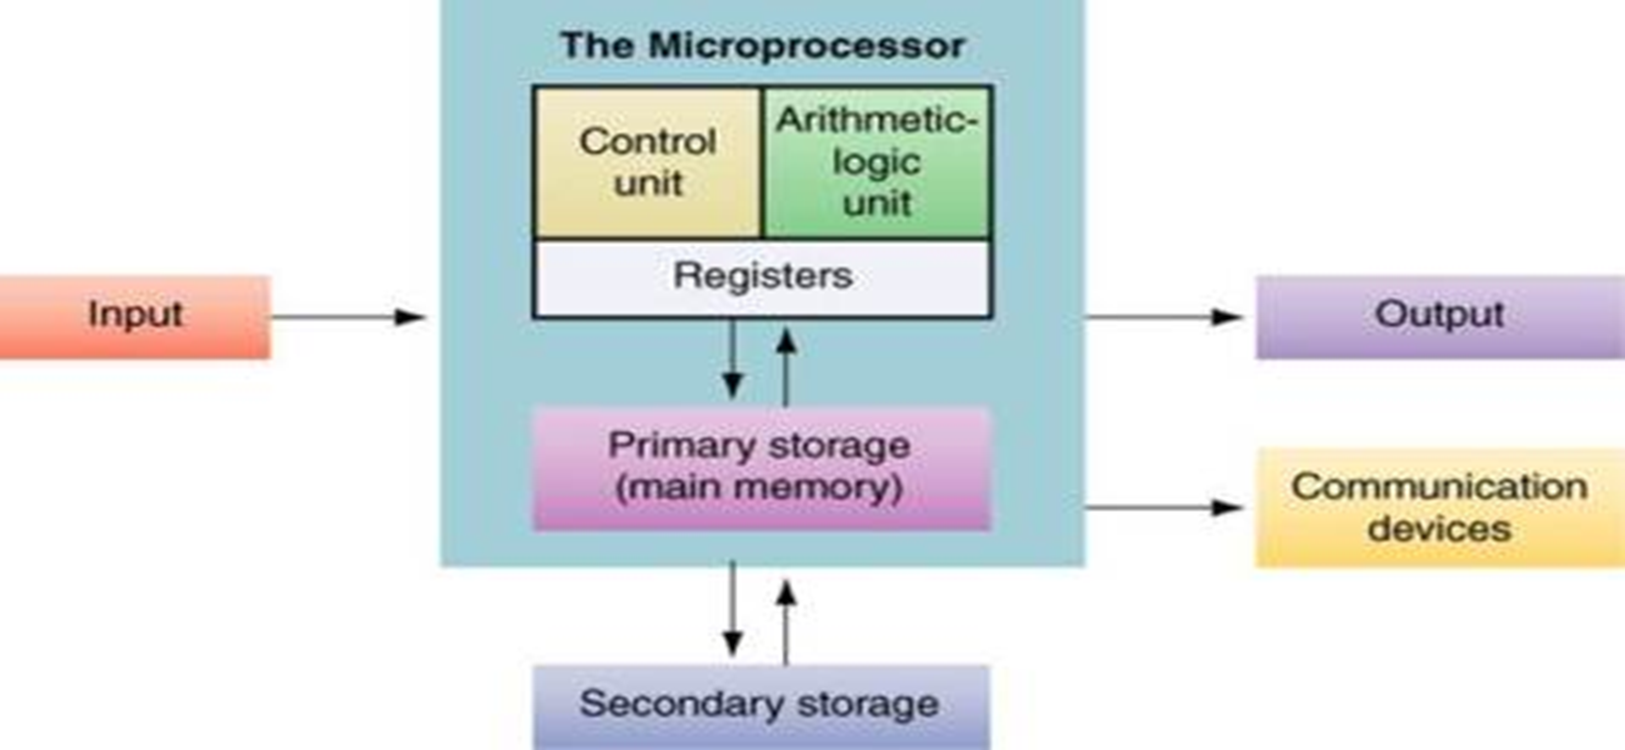 The Microprocessor
Control
unit
Arithmetic-
logic
unit
Registers
Input
Output
Primary storage
(main memory)
Communication
devices
Secondary storage